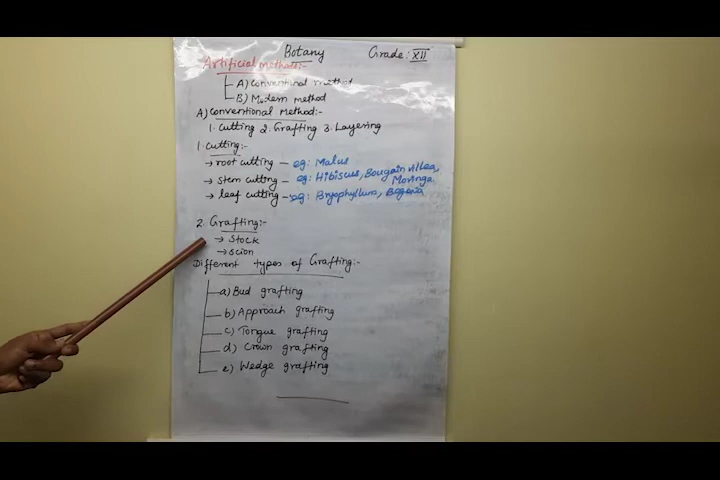 Botany Grade: XII
Artificial methods:-
A) Conventional method
B) Modern method
A) Conventional Method:-
1. Cutting 2. Grafting 3. Layering
1. Cutting:-
→ root cutting - eg: Malus
→ stem cutting - eg: Hibiscus, Bougainvillea, Moringa
→ leaf cutting - eg: Bryophyllum,
2. Grafting:-
→ Stock
→ scion
Different types of Grafting:-
a) Bud grafting
b) Approach grafting
c) Tongue grafting
d) Crown grafting
e) Wedge grafting